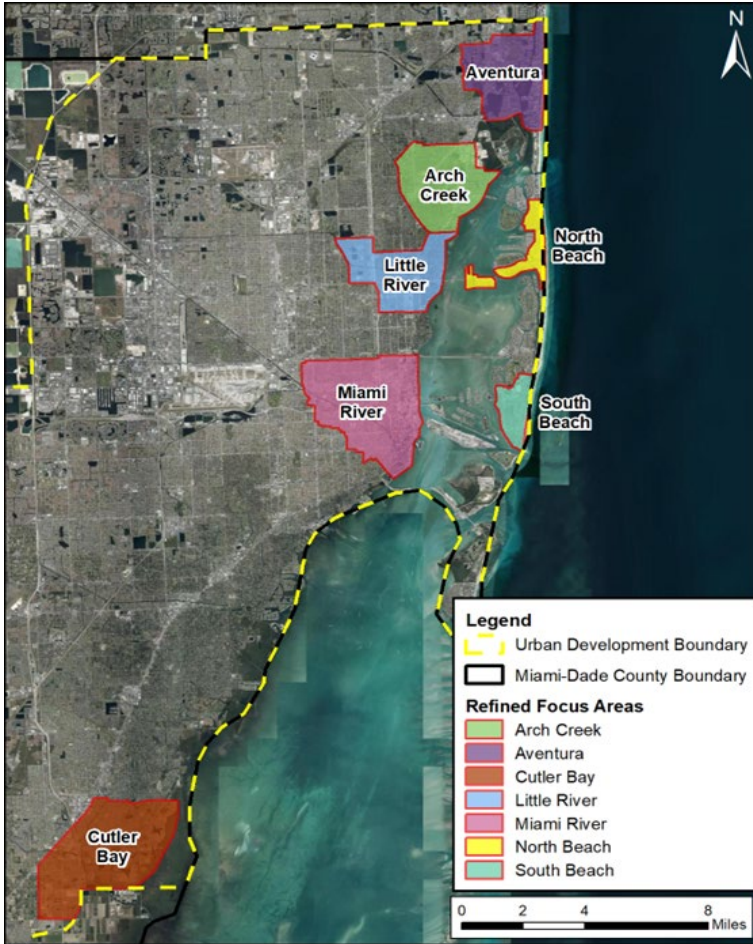 N
Aventura
Arch
Creek
North
Beach
Little
River
Miami
River
South
Beach
Cutler
Bay
Legend
Urban Development Boundary
Miami-Dade County Boundary
Refined Focus Areas
Arch Creek
Aventura
Cutler Bay
Little River
Miami River
North Beach
South Beach
0 2 4 8
Miles